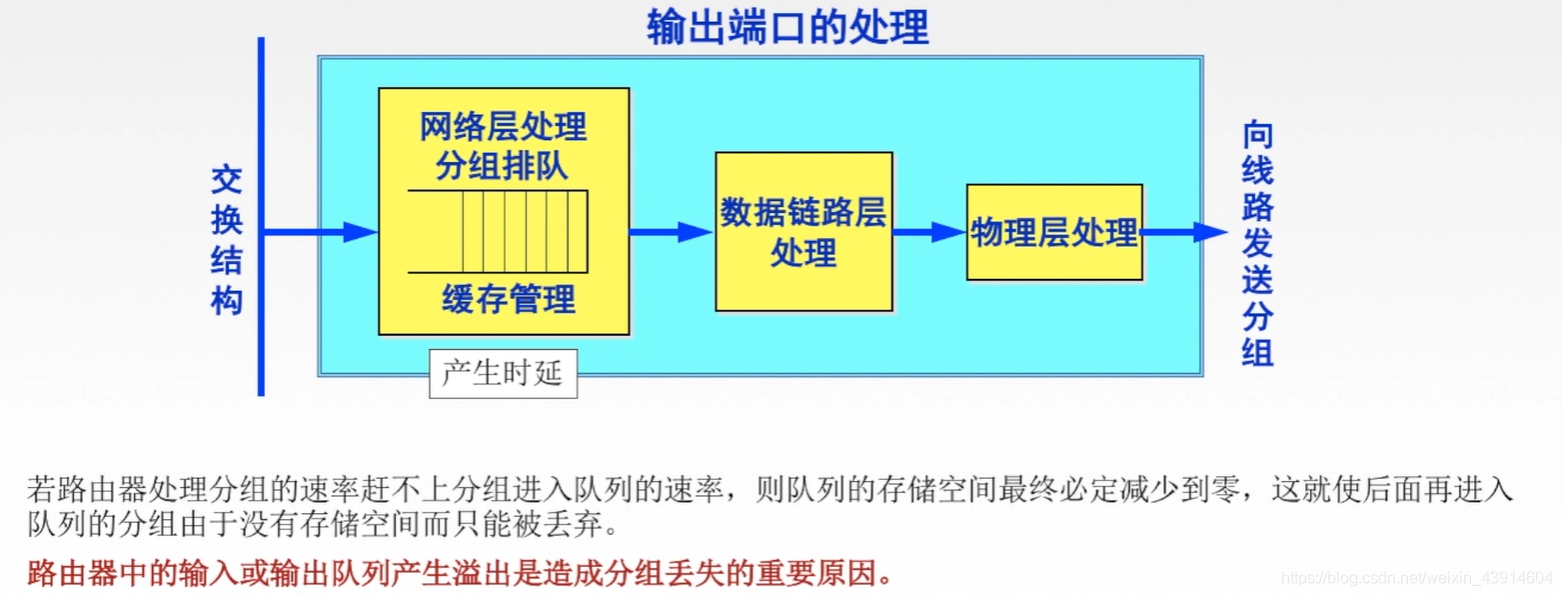 输出端口的处理
交换结构
网络层处理
分组排队
缓存管理
产生时延
数据链路层
处理
物理层处理
向线路发送分组
若路由器处理分组的速率赶不上分组进入队列的速率，则队列的存储空间最终必定减少到零，这就使后面再进入
队列的分组由于没有存储空间而只能被丢弃。
路由器中的输入或输出队列产生溢出是造成分组丢失的重要原因。
https://blog.csdn.net/weixin_43914604